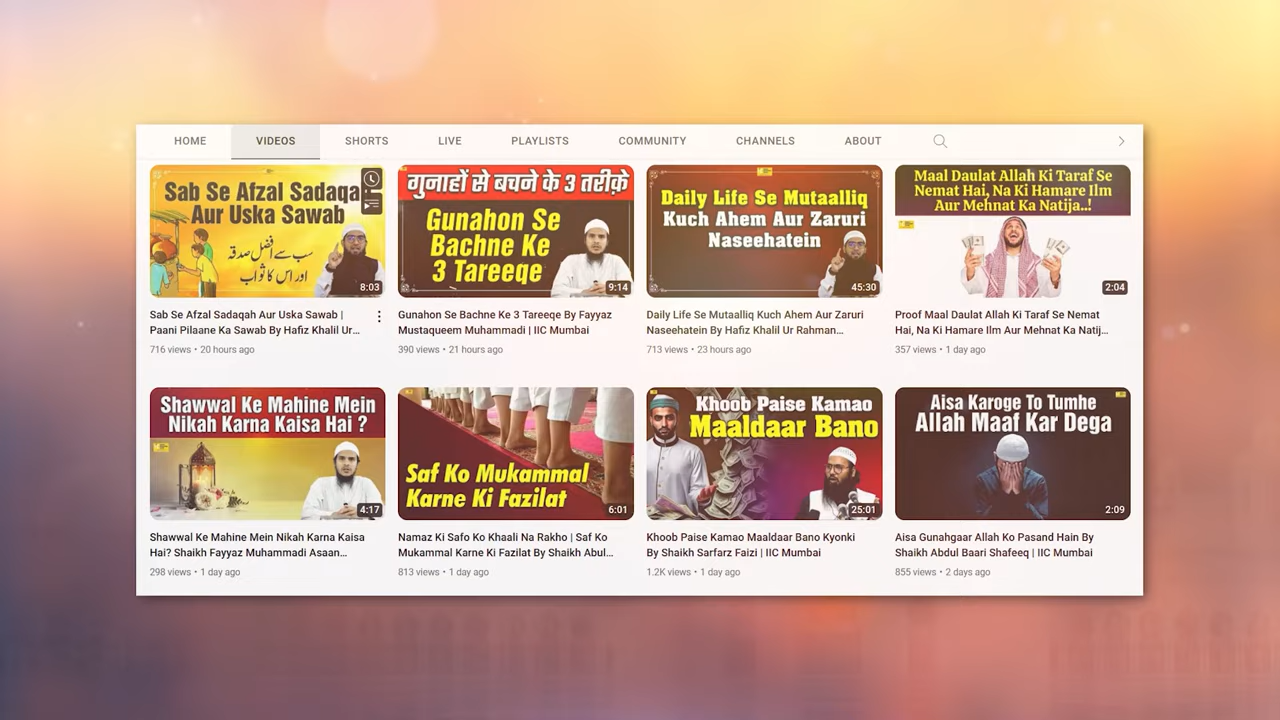 HOME VIDEOS SHORTS LIVE PLAYLISTS COMMUNITY CHANNELS ABOUT
Sab Se Afzal Sadaqa
Aur Uska Sawab
سب سے افضل صدقہ
اور اس کا ثواب
8:03
Sab Se Afzal Sadaqah Aur Uska Sawab |
Paani Pilaane Ka Sawab By Hafiz Khalil Ur...
716 views • 20 hours ago
गुनाहों से बचने के 3 तरीक़े
Gunahon Se
Bachne Ke
3 Tareeqe
9:14
Gunahon Se Bachne Ke 3 Tareeqe By Fayyaz
Mustaqueem Muhammadi | IIC Mumbai
390 views • 21 hours ago
Daily Life Se Mutaalliq
Kuch Ahem Aur Zaruri
Naseehatein
45:30
Daily Life Se Mutaalliq Kuch Ahem Aur Zaruri
Naseehatein By Hafiz Khalil Ur Rahman...
713 views • 23 hours ago
Maal Daulat Allah Ki Taraf Se
Nemat Hai, Na Ki Hamare Ilm
Aur Mehnat Ka Natija..!
2:04
Proof Maal Daulat Allah Ki Taraf Se Nemat
Hai, Na Ki Hamare Ilm Aur Mehnat Ka Natij...
357 views • 1 day ago
Shawwal Ke Mahine Mein
Nikah Karna Kaisa Hai ?
4:17
Shawwal Ke Mahine Mein Nikah Karna Kaisa
Hai? Shaikh Fayyaz Muhammadi Asaan...
298 views • 1 day ago
Saf Ko Mukammal
Karne Ki Fazilat
6:01
Namaz Ki Safo Ko Khaali Na Rakho | Saf Ko
Mukammal Karne Ki Fazilat By Shaikh Abul...
813 views • 1 day ago
Khoob Paise Kamao
Maaldaar Bano
25:01
Khoob Paise Kamao Maaldaar Bano Kyonki
By Shaikh Sarfarz Faizi | IIC Mumbai
1.2K views • 1 day ago
Aisa Karoge To Tumhe
Allah Maaf Kar Dega
2:09
Aisa Gunahgaar Allah Ko Pasand Hain By
Shaikh Abdul Baari Shafeeq | IIC Mumbai
855 views • 2 days ago